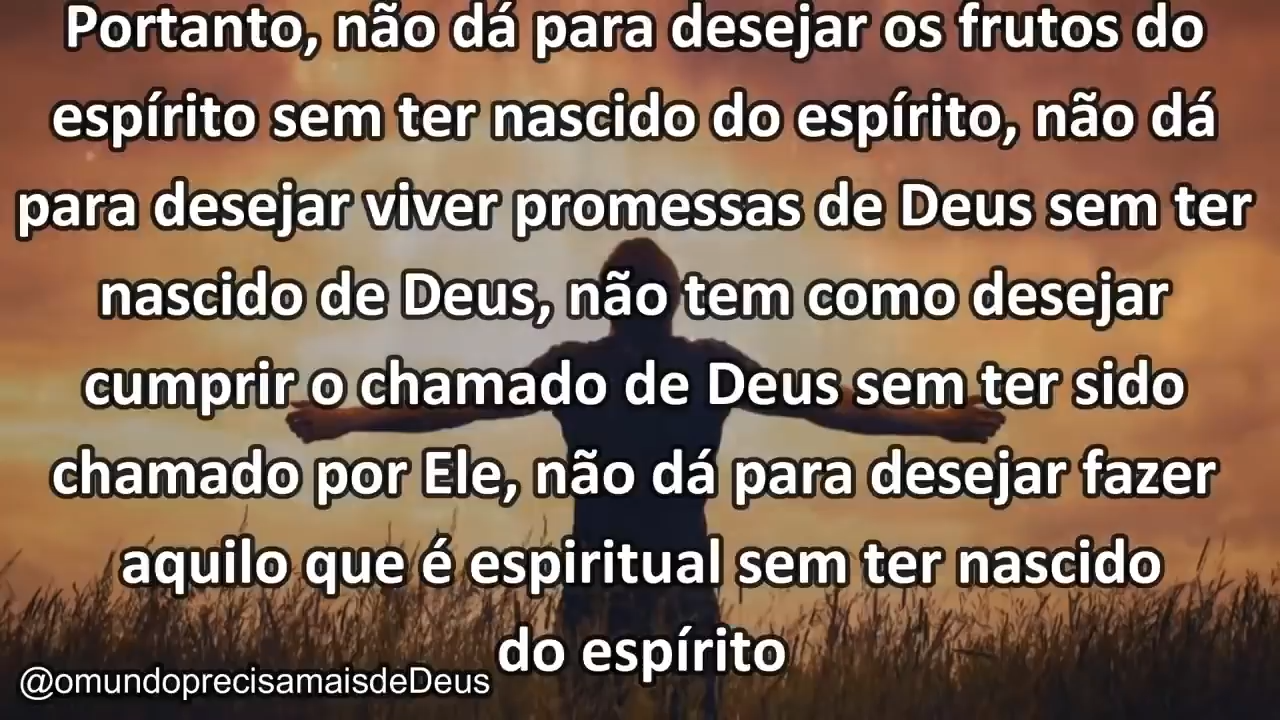 Portanto, não dá para desejar os frutos do
espírito sem ter nascido do espírito, não dá
para desejar viver promessas de Deus sem ter
nascido de Deus, não tem como desejar
cumprir o chamado de Deus sem ter sido
chamado por Ele, não dá para desejar fazer
aquilo que é espiritual sem ter nascido
do espírito
@omundoprecisamaisdeDeus